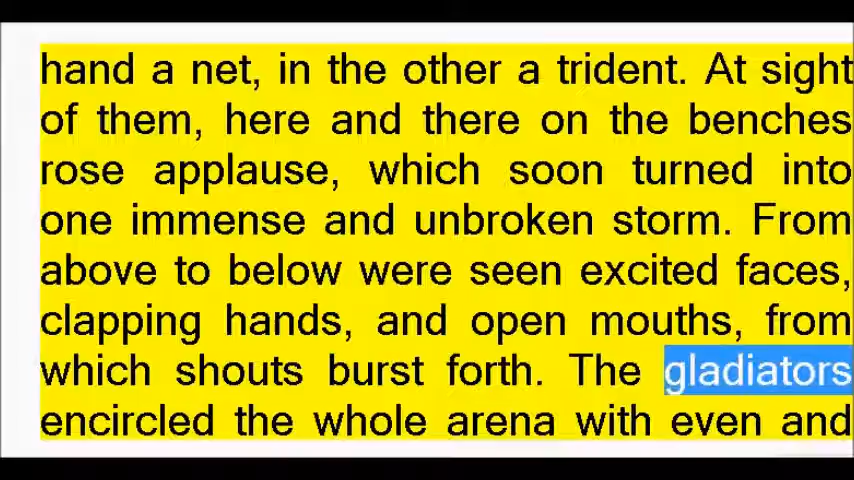 hand a net, in the other a trident. At sight
of them, here and there on the benches
rose applause, which soon turned into
one immense and unbroken storm. From
above to below were seen excited faces,
clapping hands, and open mouths, from
which shouts burst forth. The gladiators
encircled the whole arena with even and